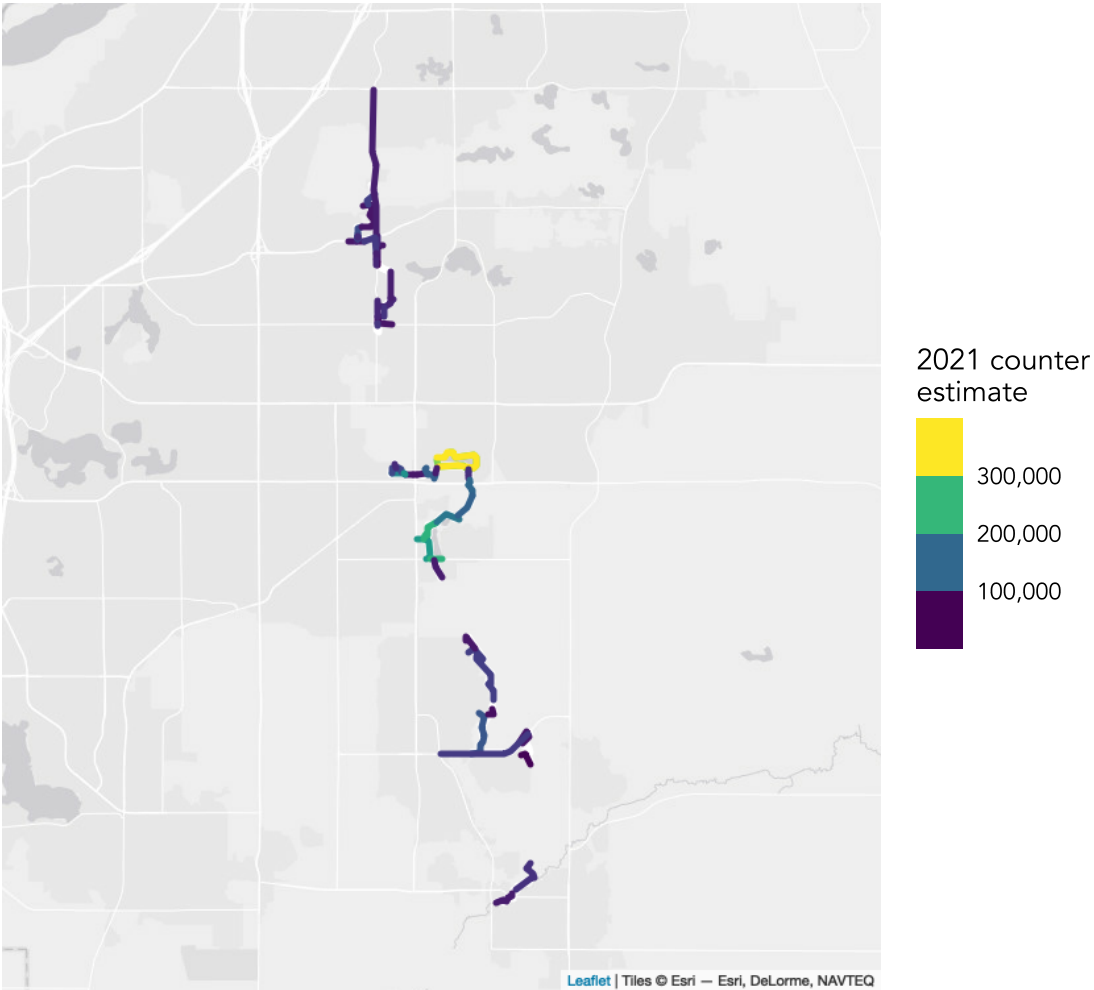 2021 counter
estimate
300,000
200,000
100,000
Leaflet | Tiles © Esri — Esri, DeLorme, NAVTEQ